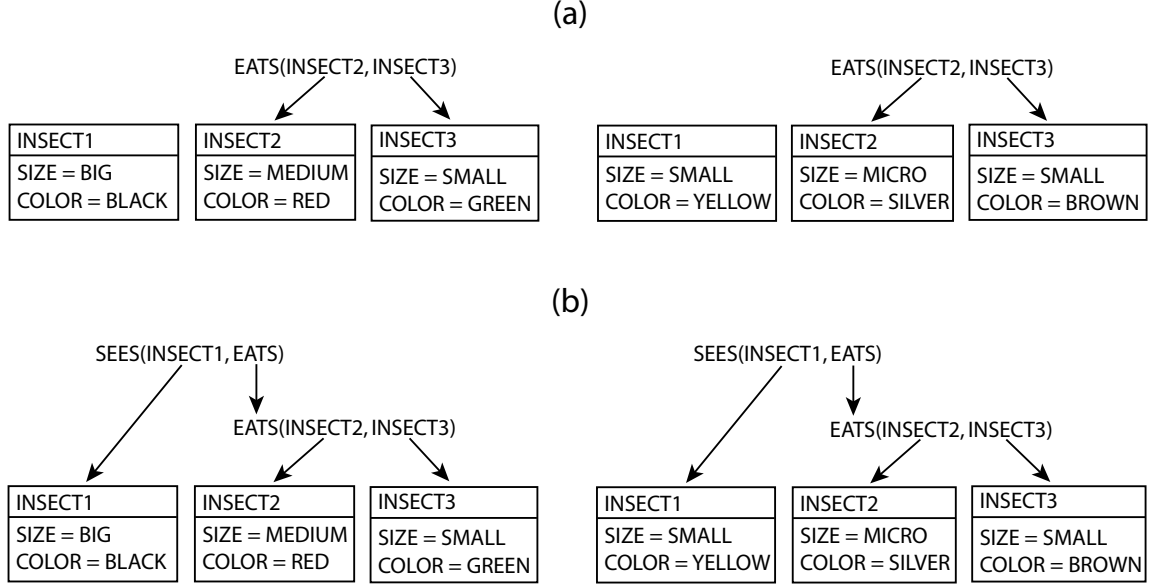 (a)
EATS(INSECT2, INSECT3)
INSECT1
SIZE = BIG
COLOR = BLACK
INSECT2
SIZE = MEDIUM
COLOR = RED
INSECT3
SIZE = SMALL
COLOR = GREEN
EATS(INSECT2, INSECT3)
INSECT1
SIZE = SMALL
COLOR = YELLOW
INSECT2
SIZE = MICRO
COLOR = SILVER
INSECT3
SIZE = SMALL
COLOR = BROWN
(b)
SEES(INSECT1, EATS)
EATS(INSECT2, INSECT3)
INSECT1
SIZE = BIG
COLOR = BLACK
INSECT2
SIZE = MEDIUM
COLOR = RED
INSECT3
SIZE = SMALL
COLOR = GREEN
SEES(INSECT1, EATS)
EATS(INSECT2, INSECT3)
INSECT1
SIZE = SMALL
COLOR = YELLOW
INSECT2
SIZE = MICRO
COLOR = SILVER
INSECT3
SIZE = SMALL
COLOR = BROWN